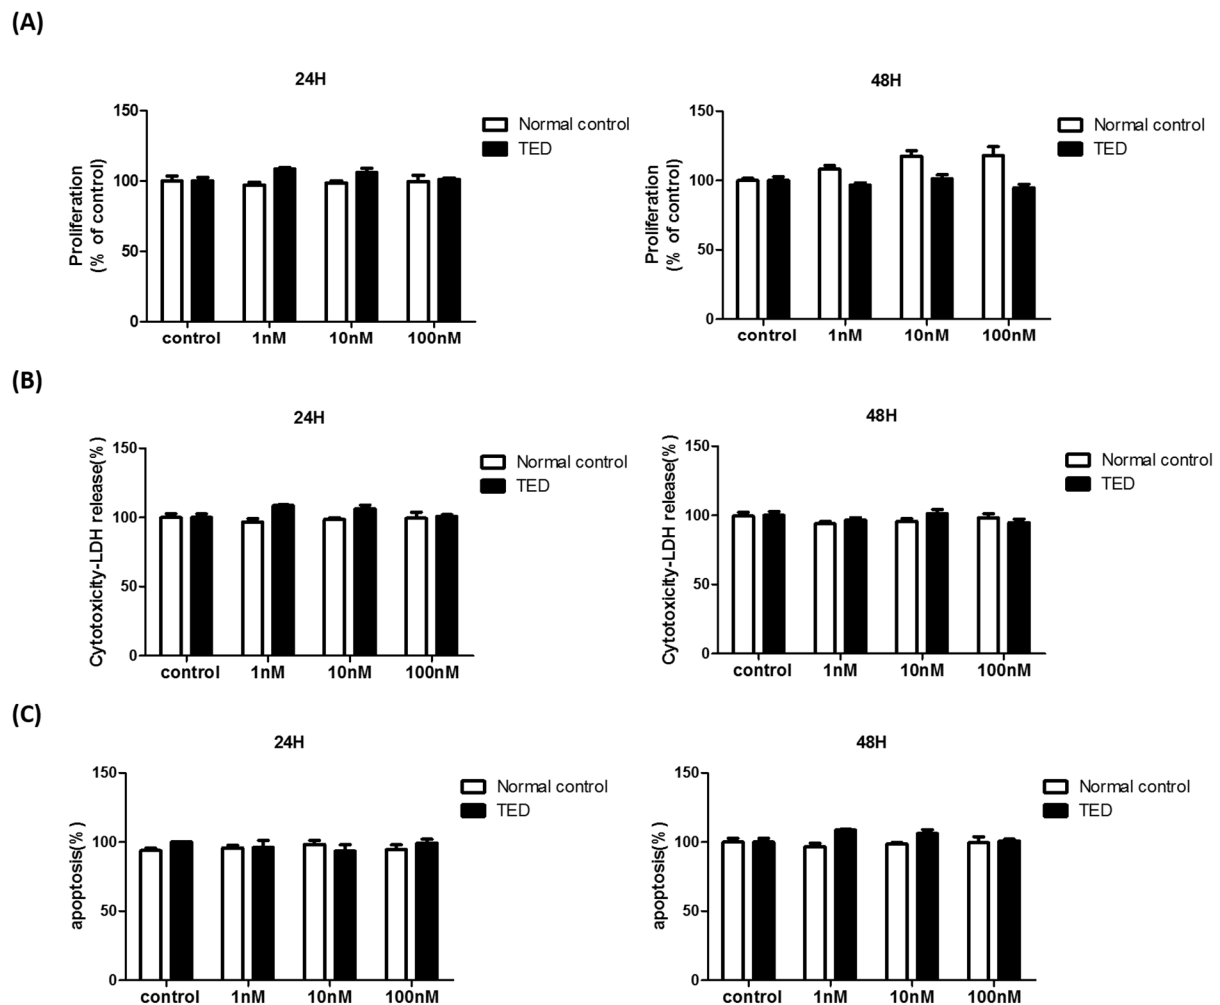 (A)
24H
150
100
50
0
Proliferation
(% of control)
control 1nM 10nM 100nM
Normal control
TED
48H
150
100
50
0
Proliferation
(% of control)
control 1nM 10nM 100nM
Normal control
TED
(B)
24H
150
100
50
0
Cytotoxicity-LDH release(%)
control 1nM 10nM 100nM
Normal control
TED
48H
150
100
50
0
Cytotoxicity-LDH release(%)
control 1nM 10nM 100nM
Normal control
TED
(C)
24H
150
100
50
0
apoptosis(%)
control 1nM 10nM 100nM
Normal control
TED
48H
150
100
50
0
apoptosis(%)
control 1nM 10nM 100nM
Normal control
TED